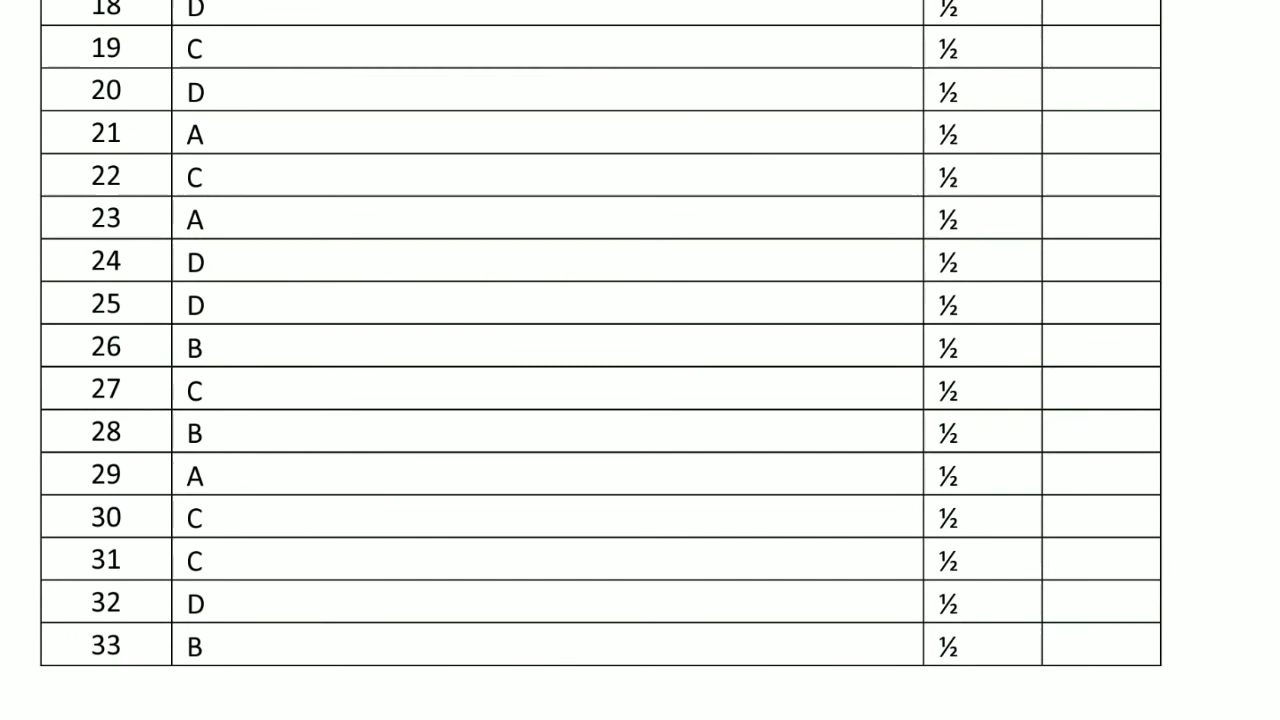 18 D ½
19 C ½
20 D ½
21 A ½
22 C ½
23 A ½
24 D ½
25 D ½
26 B ½
27 C ½
28 B ½
29 A ½
30 C ½
31 C ½
32 D ½
33 B ½